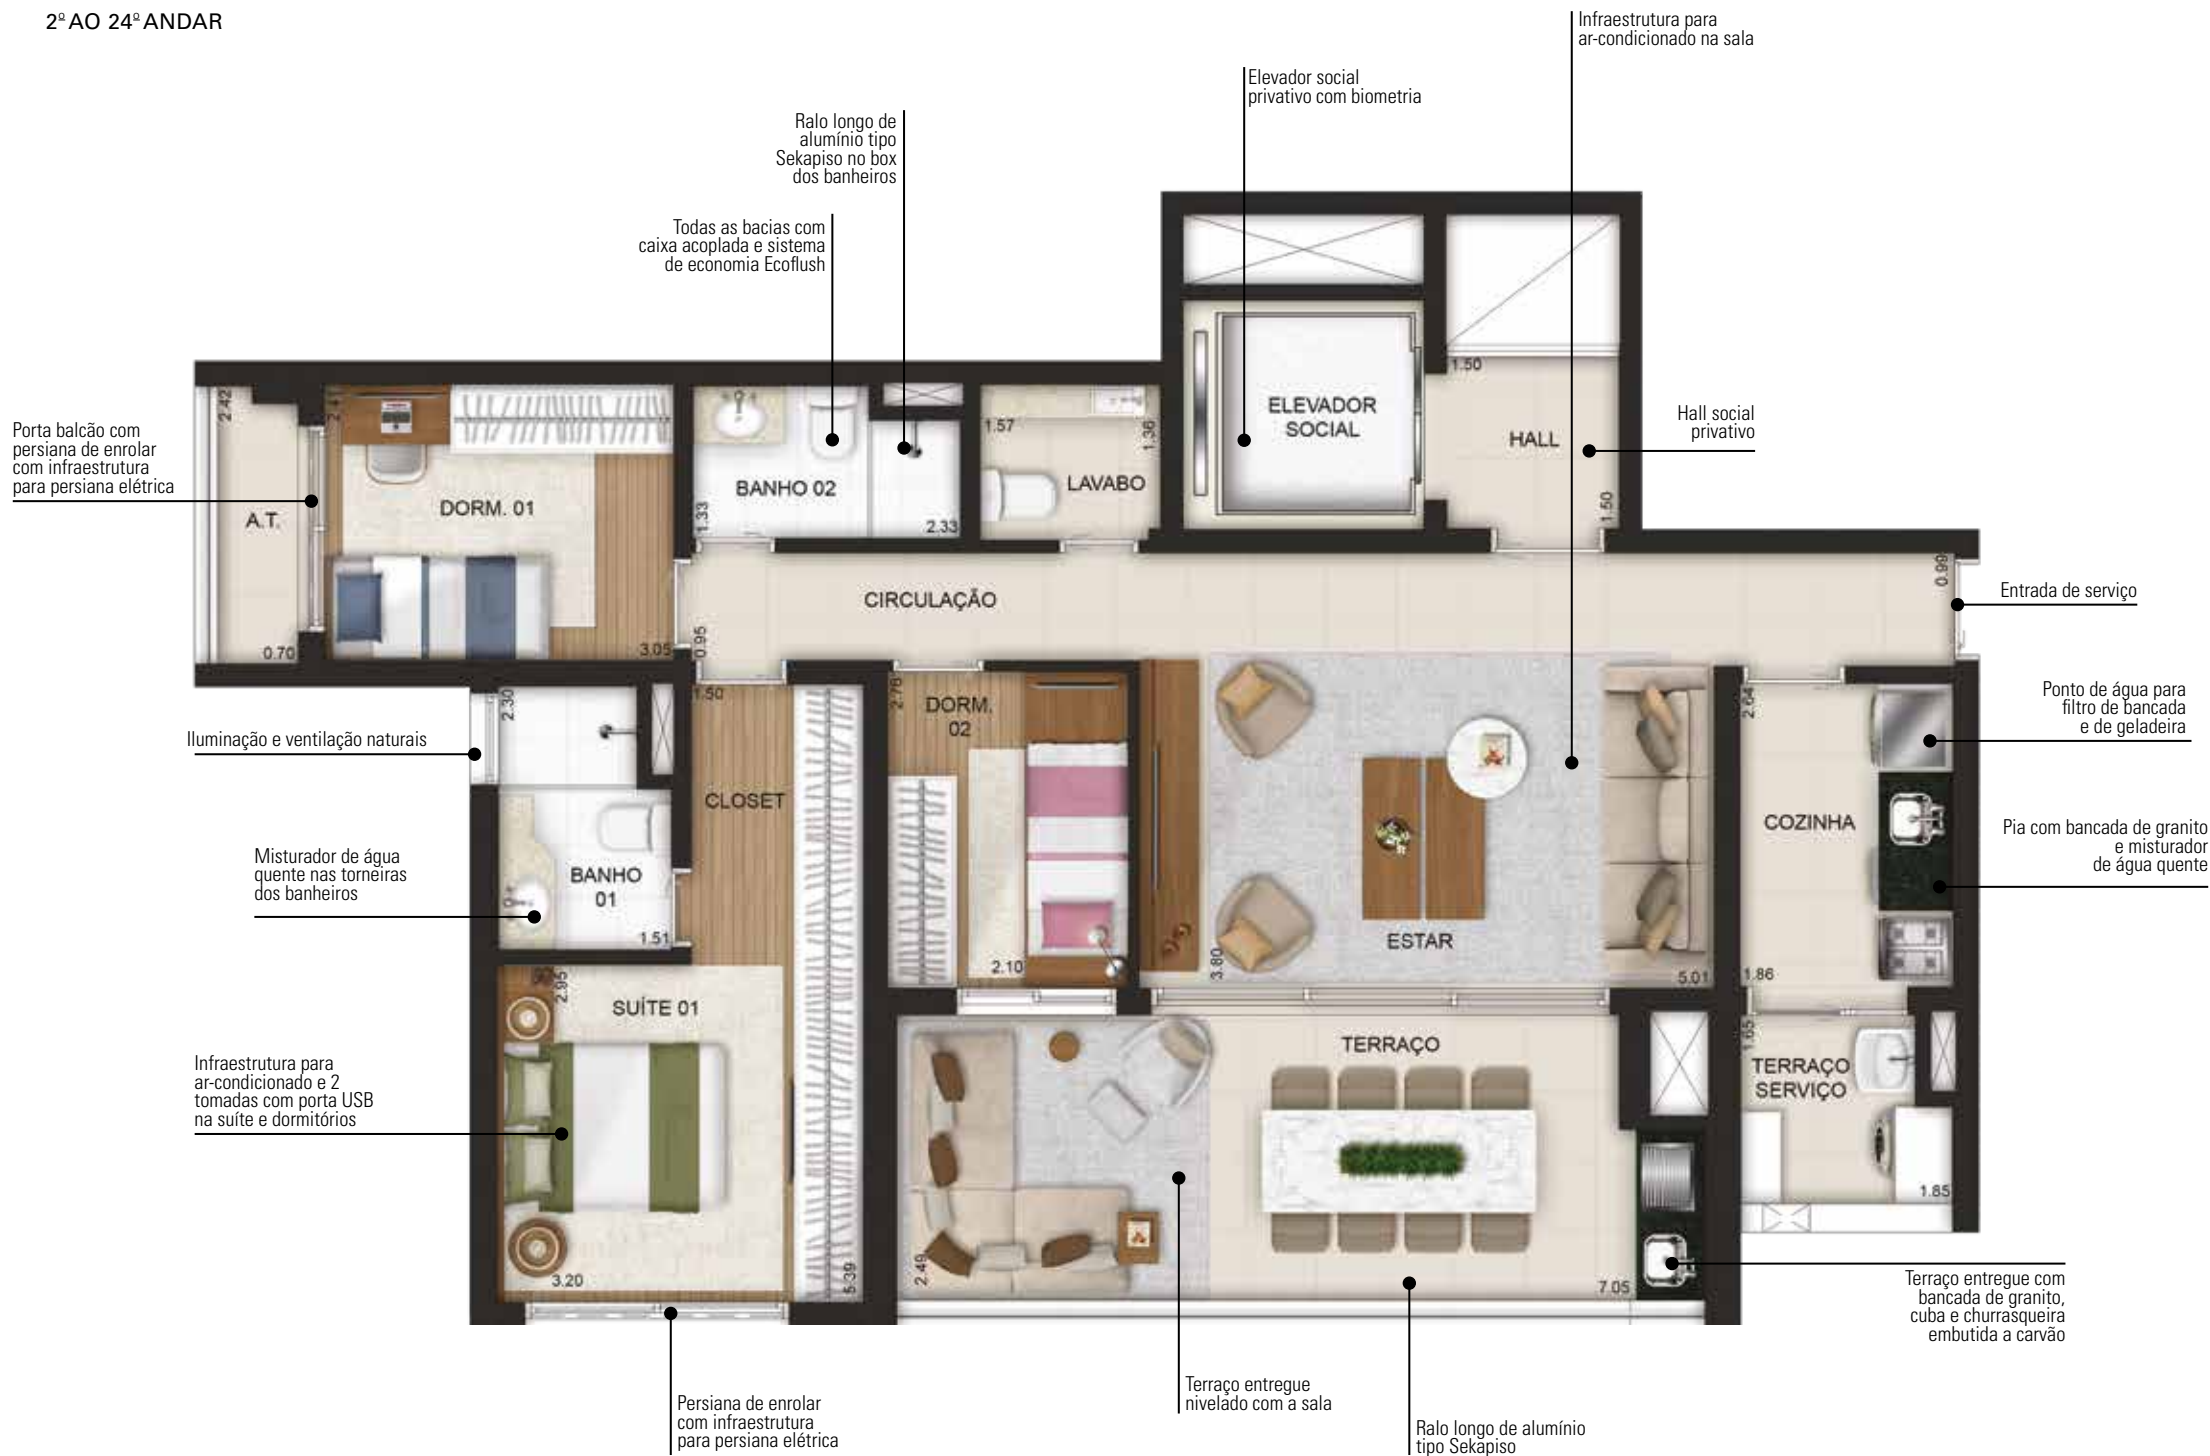 2º AO 24º ANDAR
Infraestrutura para
ar-condicionado na sala
Elevador social
privativo com biometria
Ralo longo de
alumínio tipo
Sekapiso no box
dos banheiros
Todas as bacias com
caixa acoplada e sistema
de economia Ecoflush
Porta balcão com
persiana de enrolar
com infraestrutura
para persiana elétrica
Hall social
privativo
Entrada de serviço
Ponto de água para
filtro de bancada
e de geladeira
Pia com bancada de granito
e misturador
de água quente
Iluminação e ventilação naturais
Misturador de água
quente nas torneiras
dos banheiros
Infraestrutura para
ar-condicionado e 2
tomadas com porta USB
na suíte e dormitórios
Persiana de enrolar
com infraestrutura
para persiana elétrica
Terraço entregue
nivelado com a sala
Ralo longo de alumínio
tipo Sekapiso
Terraço entregue com
bancada de granito,
cuba e churrasqueira
embutida a carvão
2.42
A.T.
0.70
2.41
DORM. 01
3.05
BANHO 02
1.33
2.33
1.57
1.36
LAVABO
ELEVADOR
SOCIAL
1.50
HALL
1.50
CIRCULAÇÃO
0.95
0.99
2.30
BANHO
01
1.51
1.50
CLOSET
5.39
2.95
SUÍTE 01
3.20
2.78
DORM.
02
2.10
ESTAR
3.80
5.01
2.64
COZINHA
1.86
TERRAÇO
2.49
7.05
1.65
TERRAÇO
SERVIÇO
1.85